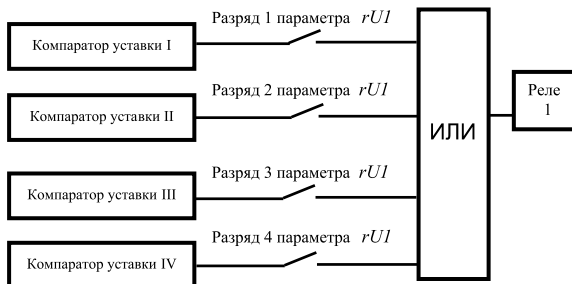 Разряд 1 параметра rU1
Компаратор уставки I
Разряд 2 параметра rU1
Компаратор уставки II
Разряд 3 параметра rU1
Компаратор уставки III
Разряд 4 параметра rU1
Компаратор уставки IV
ИЛИ
Реле
1